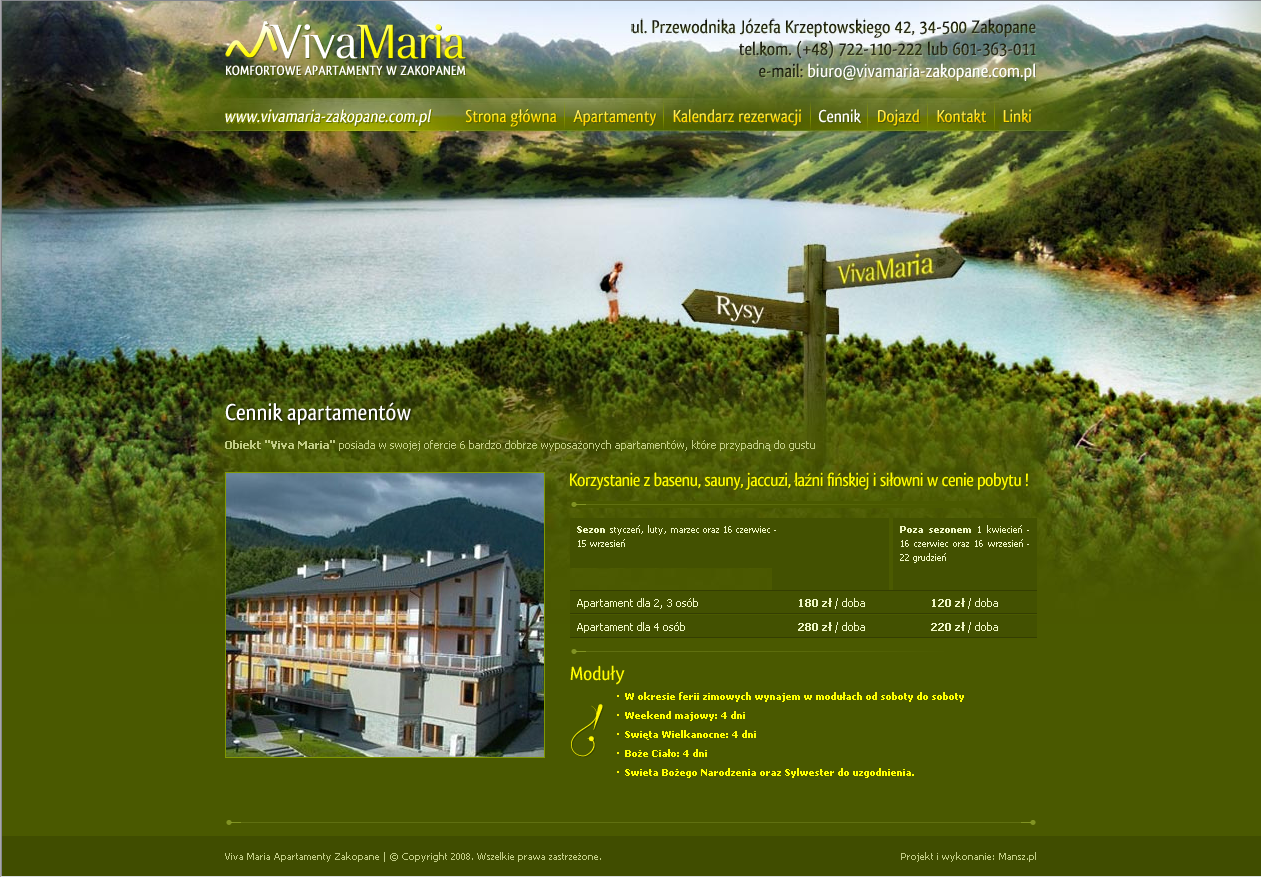 VivaMaria
KOMFORTOWE APARTAMENTY W ZAKOPANEM
ul. Przewodnika Józefa Krzeptowskiego 42, 34-500 Zakopane
tel.kom. (+48) 722-110-222 lub 601-363-011
e-mail: biuro@vivamaria-zakopane.com.pl
www.vivamaria-zakopane.com.pl
Strona główna Apartamenty Kalendarz rezerwacji Cennik Dojazd Kontakt Linki
VivaMaria
Rysy
Cennik apartamentów
Obiekt "Viva Maria" posiada w swojej ofercie 6 bardzo dobrze wyposażonych apartamentów, które przypadną do gustu
Korzystanie z basenu, sauny, jaccuzi, łaźni fińskiej i siłowni w cenie pobytu !
Sezon styczeń, luty, marzec oraz 16 czerwiec -
15 wrzesień
Poza sezonem 1 kwiecień -
16 czerwiec oraz 16 wrzesień -
22 grudzień
Apartament dla 2, 3 osób 180 zł / doba 120 zł / doba
Apartament dla 4 osób 280 zł / doba 220 zł / doba
Moduły
· W okresie ferii zimowych wynajem w modułach od soboty do soboty
· Weekend majowy: 4 dni
· Swięta Wielkanocne: 4 dni
· Boże Ciało: 4 dni
· Swieta Bożego Narodzenia oraz Sylwester do uzgodnienia.
Viva Maria Apartamenty Zakopane | © Copyright 2008. Wszelkie prawa zastrzeżone.
Projekt i wykonanie: Mansz.pl